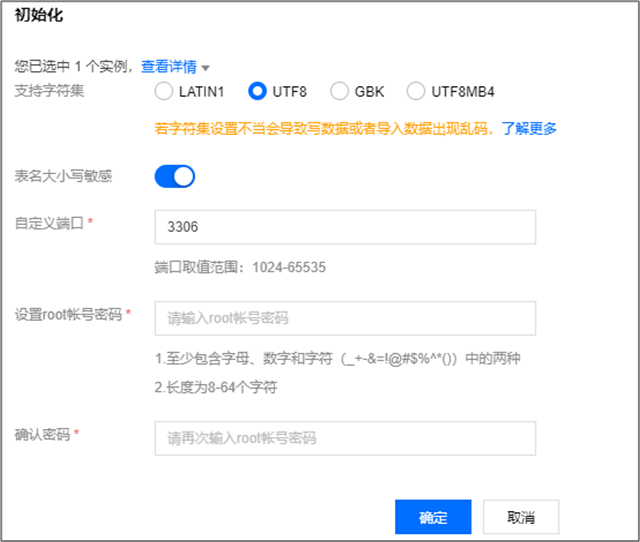 初始化
您已选中 1 个实例，查看详情
支持字符集 LATIN1 UTF8 GBK UTF8MB4
若字符集设置不当会导致写数据或者导入数据出现乱码，了解更多
表名大小写敏感
自定义端口 * 3306
端口取值范围：1024-65535
设置root帐号密码 * 请输入root帐号密码
1.至少包含字母、数字和字符（_+-&=!@#$%^*()）中的两种
2.长度为8-64个字符
确认密码 * 请再次输入root帐号密码
确定 取消